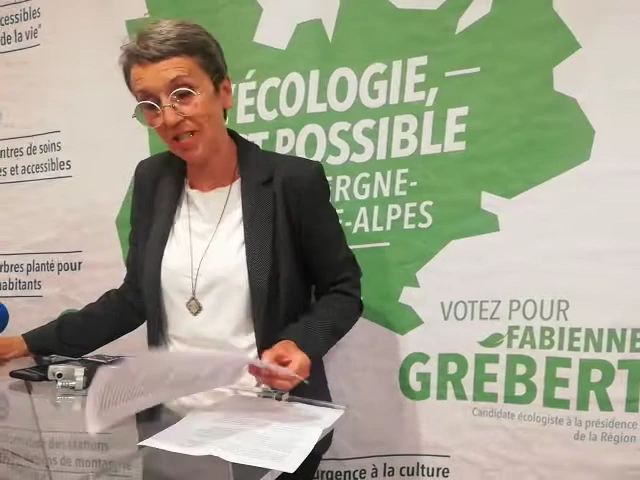 cessibles
de la vie"
ntres de soins
es et accessibles
rbres planté pour
habitants
'ÉCOLOGIE,
POSSIBLE
ERGNE-
-ALPES
VOTEZ POUR
FABIENNE
GREBERT
Candidate écologiste à la présidence
de la Région
urgence à la culture